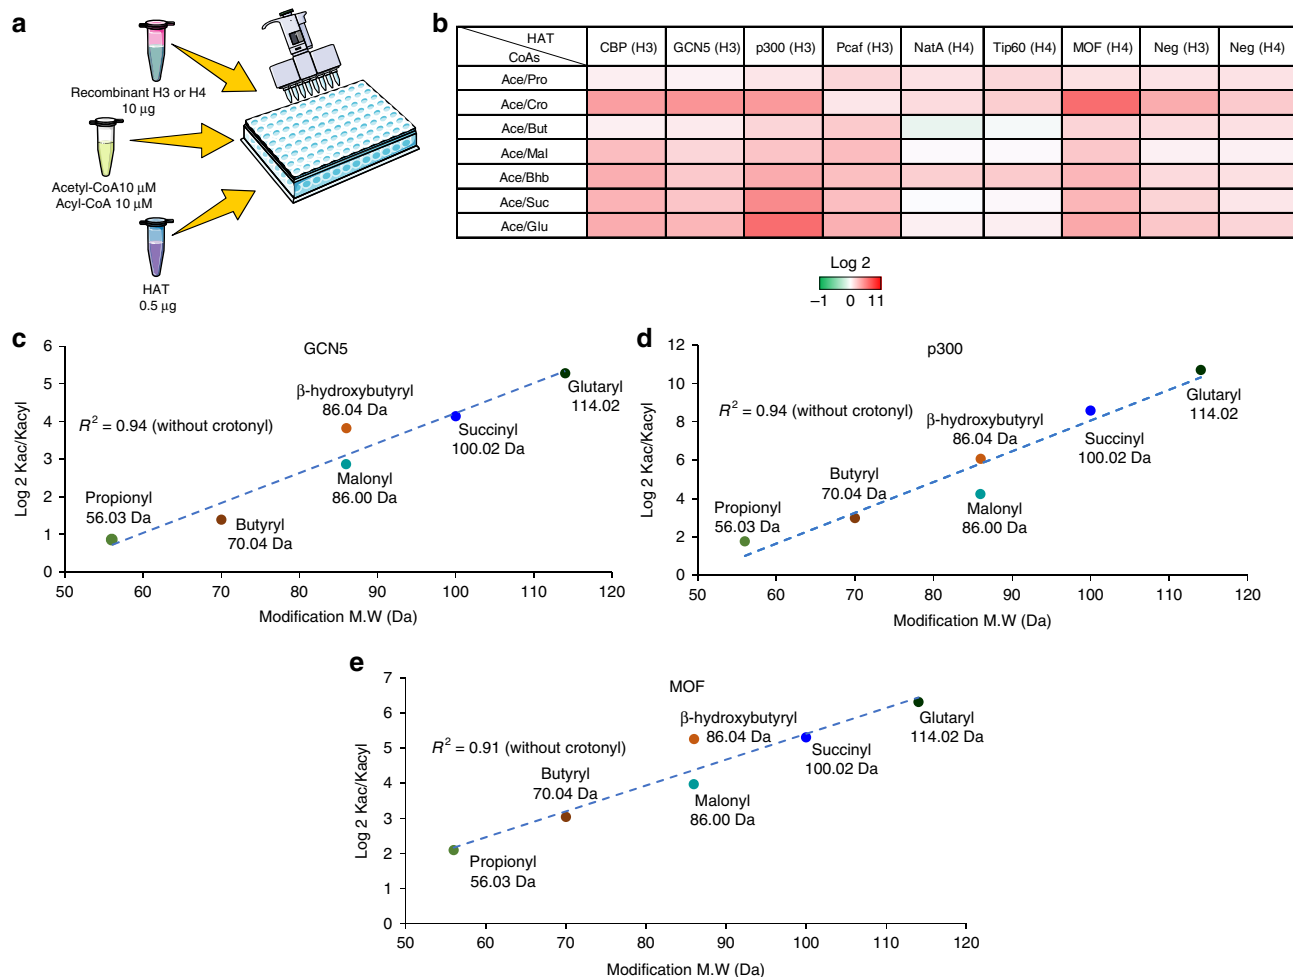 a
Recombinant H3 or H4
10 µg
Acetyl-CoA10 µM
Acyl-CoA 10 µM
HAT
0.5 µg
b
HAT
CoAs
CBP (H3) GCN5 (H3) p300 (H3) Pcaf (H3) NatA (H4) Tip60 (H4) MOF (H4) Neg (H3) Neg (H4)
Ace/Pro
Ace/Cro
Ace/But
Ace/Mal
Ace/Bhb
Ace/Suc
Ace/Glu
Log 2
–1 0 11
c
GCN5
Log 2 Kac/Kacyl
6
5
4
3
2
1
0
50 60 70 80 90 100 110 120
Modification M.W (Da)
R² = 0.94 (without crotonyl)
Propionyl
56.03 Da
Butyryl
70.04 Da
β-hydroxybutyryl
86.04 Da
Malonyl
86.00 Da
Succinyl
100.02 Da
Glutaryl
114.02
d
p300
Log 2 Kac/Kacyl
12
10
8
6
4
2
0
50 60 70 80 90 100 110 120
Modification M.W (Da)
R² = 0.94 (without crotonyl)
Propionyl
56.03 Da
Butyryl
70.04 Da
β-hydroxybutyryl
86.04 Da
Malonyl
86.00 Da
Succinyl
100.02 Da
Glutaryl
114.02
e
MOF
Log 2 Kac/Kacyl
7
6
5
4
3
2
1
0
50 60 70 80 90 100 110 120
Modification M.W (Da)
R² = 0.91 (without crotonyl)
Propionyl
56.03 Da
Butyryl
70.04 Da
β-hydroxybutyryl
86.04 Da
Malonyl
86.00 Da
Succinyl
100.02 Da
Glutaryl
114.02 Da